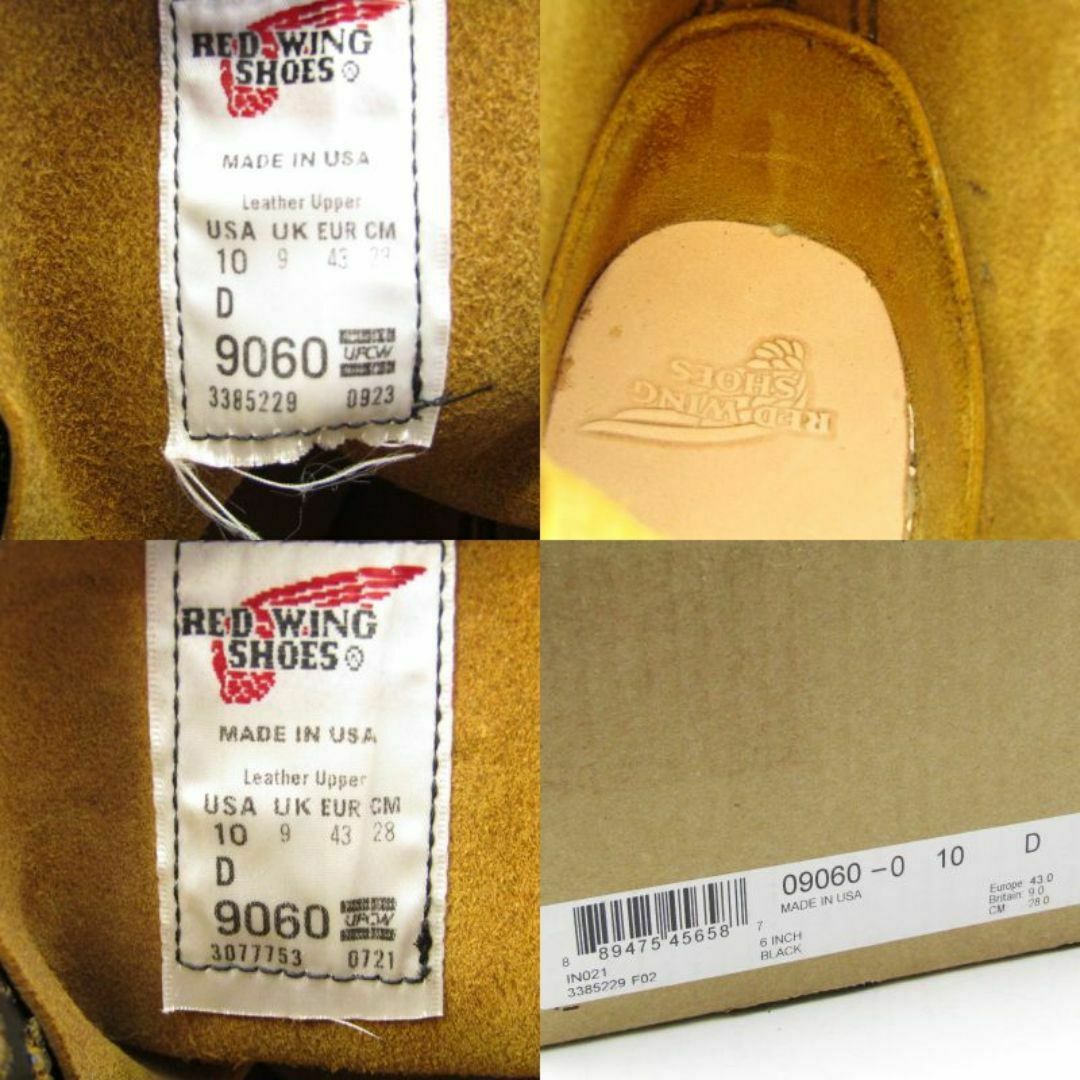 RED WING
SHOES ®
MADE IN USA
Leather Upper
USA UK EUR CM
10 9 43
D
9060 UFCW
3385229 0923
RED WING
SHOES
RED WING
SHOES ®
MADE IN USA
Leather Upper
USA UK EUR CM
10 9 43 28
D
9060 UFCW
3077753 0721
09060-0 10 D
MADE IN USA
Europe: 43.0
Britain: 9.0
CM 28.0
8 89475 45658 7
6 INCH
BLACK
IN021
3385229 F02